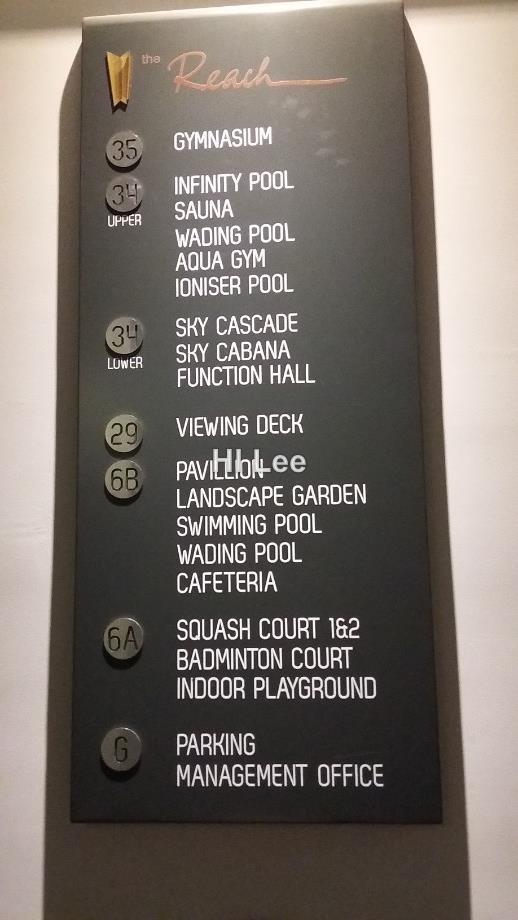 the Reach
35 GYMNASIUM
34 INFINITY POOL
UPPER SAUNA
WADING POOL
AQUA GYM
IONISER POOL
34 SKY CASCADE
LOWER SKY CABANA
FUNCTION HALL
29 VIEWING DECK
6B PAVILLION
HI Lee
LANDSCAPE GARDEN
SWIMMING POOL
WADING POOL
CAFETERIA
6A SQUASH COURT 1&2
BADMINTON COURT
INDOOR PLAYGROUND
G PARKING
MANAGEMENT OFFICE